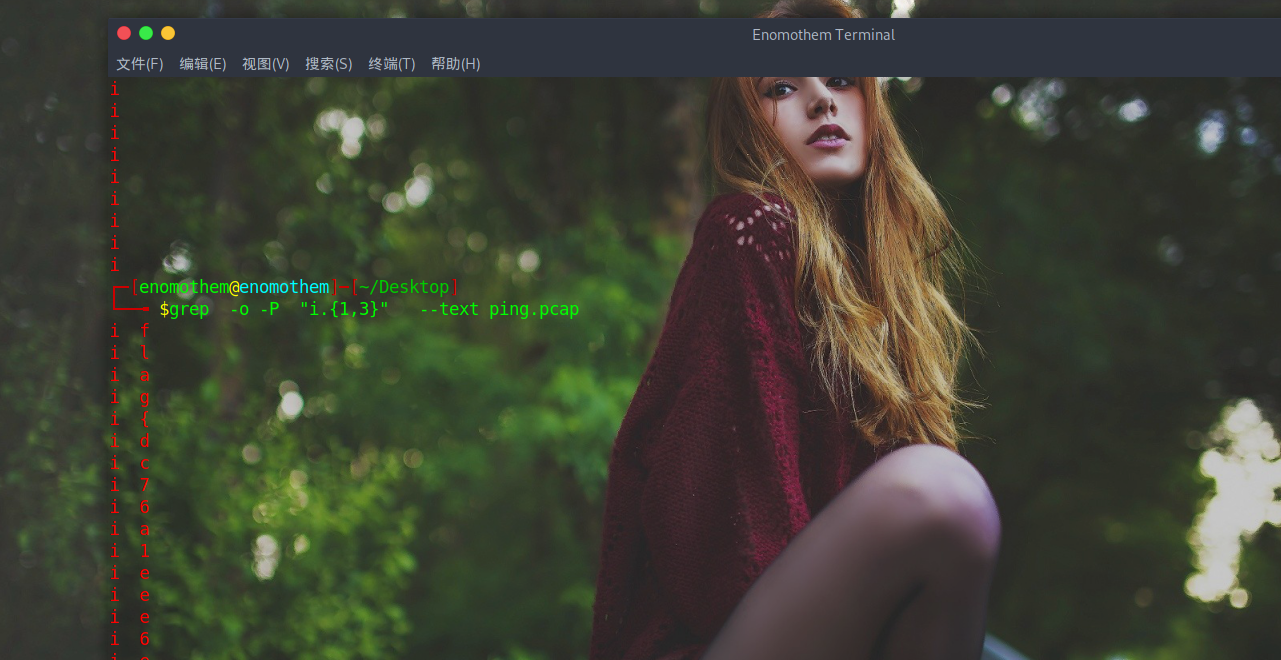 Enomothem Terminal
文件(F) 编辑(E) 视图(V) 搜索(S) 终端(T) 帮助(H)
i
i
i
i
i
i
i
i
i
[enomothem@enomothem]-[~/Desktop]
$grep -o -P "i.{1,3}" --text ping.pcap
i f
i l
i a
i g
i {
i d
i c
i 7
i 6
i a
i 1
i e
i e
i e
i 6